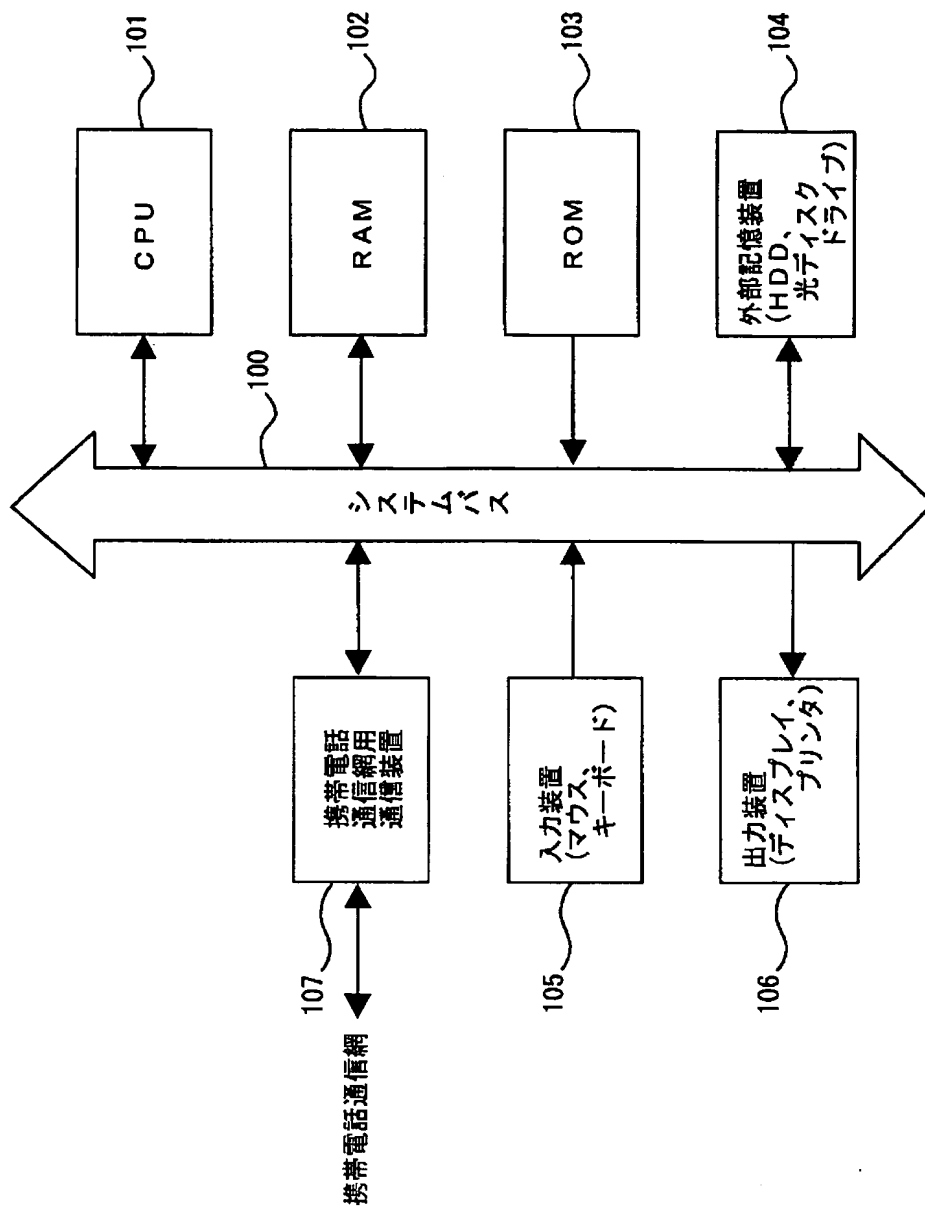 101
CPU
102
RAM
103
ROM
104
外部記憶装置
(HDD、
光ディスク
ドライブ)
100
システムバス
携帯電話
通信網用
通信装置
107
携帯電話通信網
入力装置
(マウス、
キーボード)
105
出力装置
(ディスプレイ、
プリンタ)
106